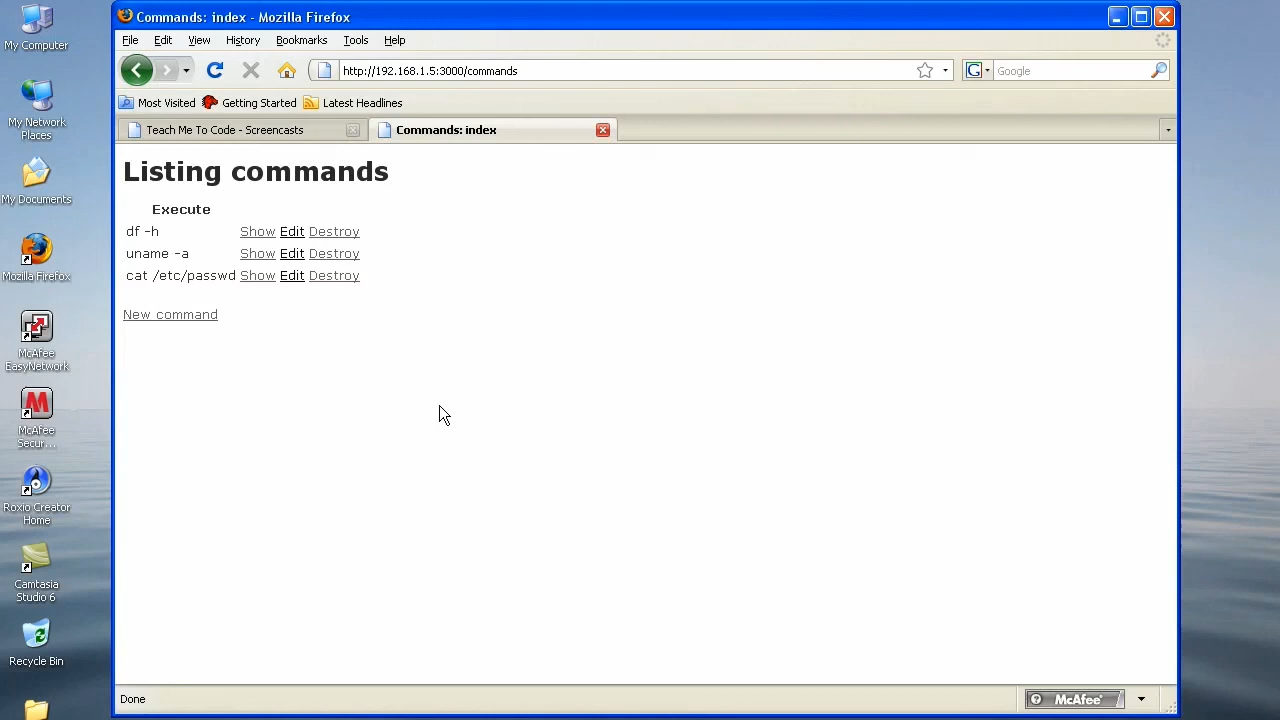 My Computer
My Network
Places
My Documents
Mozilla Firefox
McAfee
EasyNetwork
McAfee
Secur...
Roxio Creator
Home
Camtasia
Studio 6
Recycle Bin
Commands: index - Mozilla Firefox
File Edit View History Bookmarks Tools Help
http://192.168.1.5:3000/commands
G Google
Most Visited Getting Started Latest Headlines
Teach Me To Code - Screencasts Commands: index
Listing commands
Execute
df -h Show Edit Destroy
uname -a Show Edit Destroy
cat /etc/passwd Show Edit Destroy
New command
Done McAfee